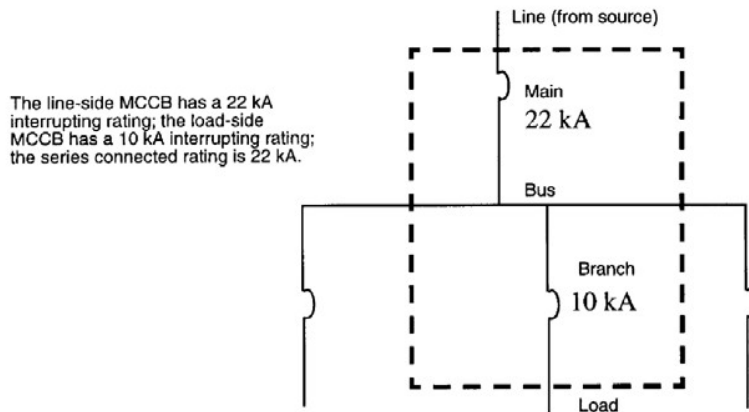 Line (from source)
The line-side MCCB has a 22 kA
interrupting rating; the load-side
MCCB has a 10 kA interrupting rating;
the series connected rating is 22 kA.
Main
22 kA
Bus
Branch
10 kA
Load